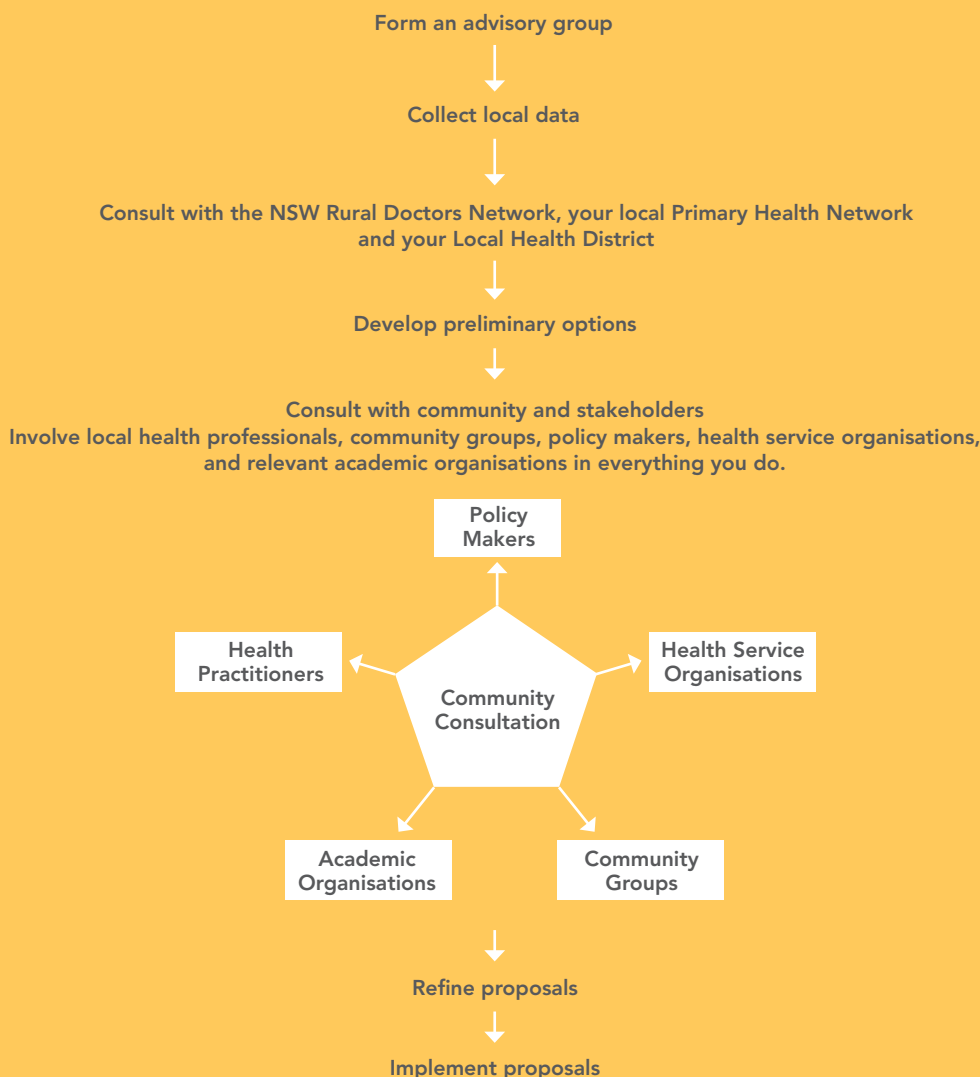 Form an advisory group
Collect local data
Consult with the NSW Rural Doctors Network, your local Primary Health Network
and your Local Health District
Develop preliminary options
Consult with community and stakeholders
Involve local health professionals, community groups, policy makers, health service organisations,
and relevant academic organisations in everything you do.
Policy
Makers
Health
Practitioners
Health Service
Organisations
Community
Consultation
Academic
Organisations
Community
Groups
Refine proposals
Implement proposals